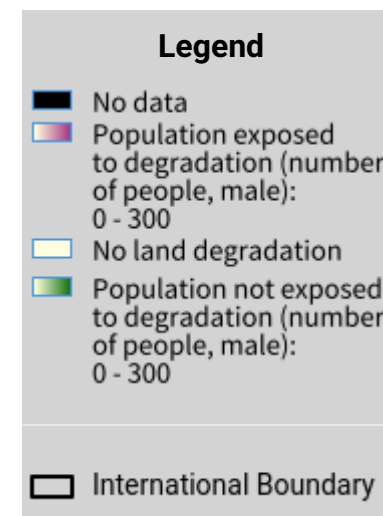 Legend
No data
Population exposed
to degradation (number
of people, male):
0 - 300
No land degradation
Population not exposed
to degradation (number
of people, male):
0 - 300
International Boundary